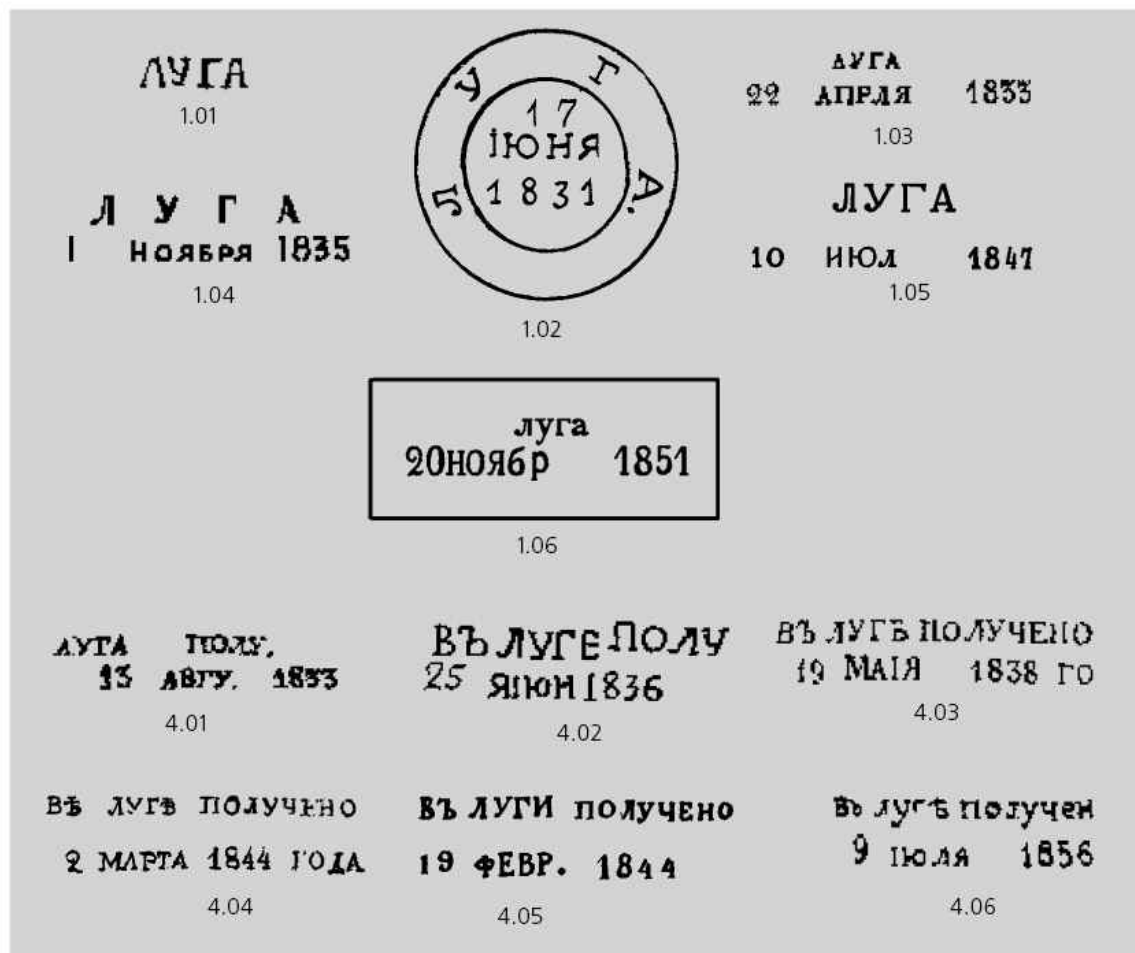 ЛУГА
1.01
Л У Г А.
17
ІЮНЯ
1831
1.02
ЛУГА
22 АПРЛЯ 1833
1.03
Л У Г А
1 НОЯБРЯ 1835
1.04
ЛУГА
10 ИЮЛ 1847
1.05
луга
20НОЯбр 1851
1.06
ЛУГА ПОЛУ.
13 АВГУ. 1833
4.01
ВЪ ЛУГЕ ПОЛУ
25 ЯІЮН 1836
4.02
ВЪ ЛУГѢ ПОЛУЧЕНО
19 МАІЯ 1838 ГО
4.03
ВЪ ЛУГѢ ПОЛУЧЕНО
2 МАРТА 1844 ГОДА
4.04
ВЪ ЛУГИ ПОЛУЧЕНО
19 ФЕВР. 1844
4.05
Въ лугѣ получен
9 ІЮЛЯ 1856
4.06